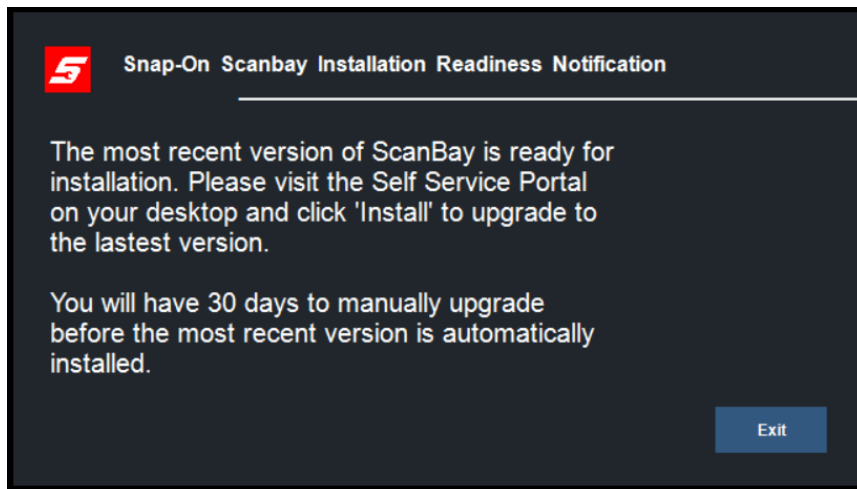 Snap-On Scanbay Installation Readiness Notification
The most recent version of ScanBay is ready for
installation. Please visit the Self Service Portal
on your desktop and click 'Install' to upgrade to
the lastest version.
You will have 30 days to manually upgrade
before the most recent version is automatically
installed.
Exit